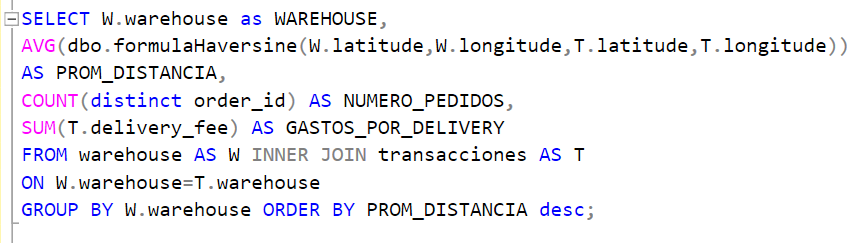 SELECT W.warehouse as WAREHOUSE,
AVG(dbo.formulaHaversine(W.latitude,W.longitude,T.latitude,T.longitude))
AS PROM_DISTANCIA,
COUNT(distinct order_id) AS NUMERO_PEDIDOS,
SUM(T.delivery_fee) AS GASTOS_POR_DELIVERY
FROM warehouse AS W INNER JOIN transacciones AS T
ON W.warehouse=T.warehouse
GROUP BY W.warehouse ORDER BY PROM_DISTANCIA desc;